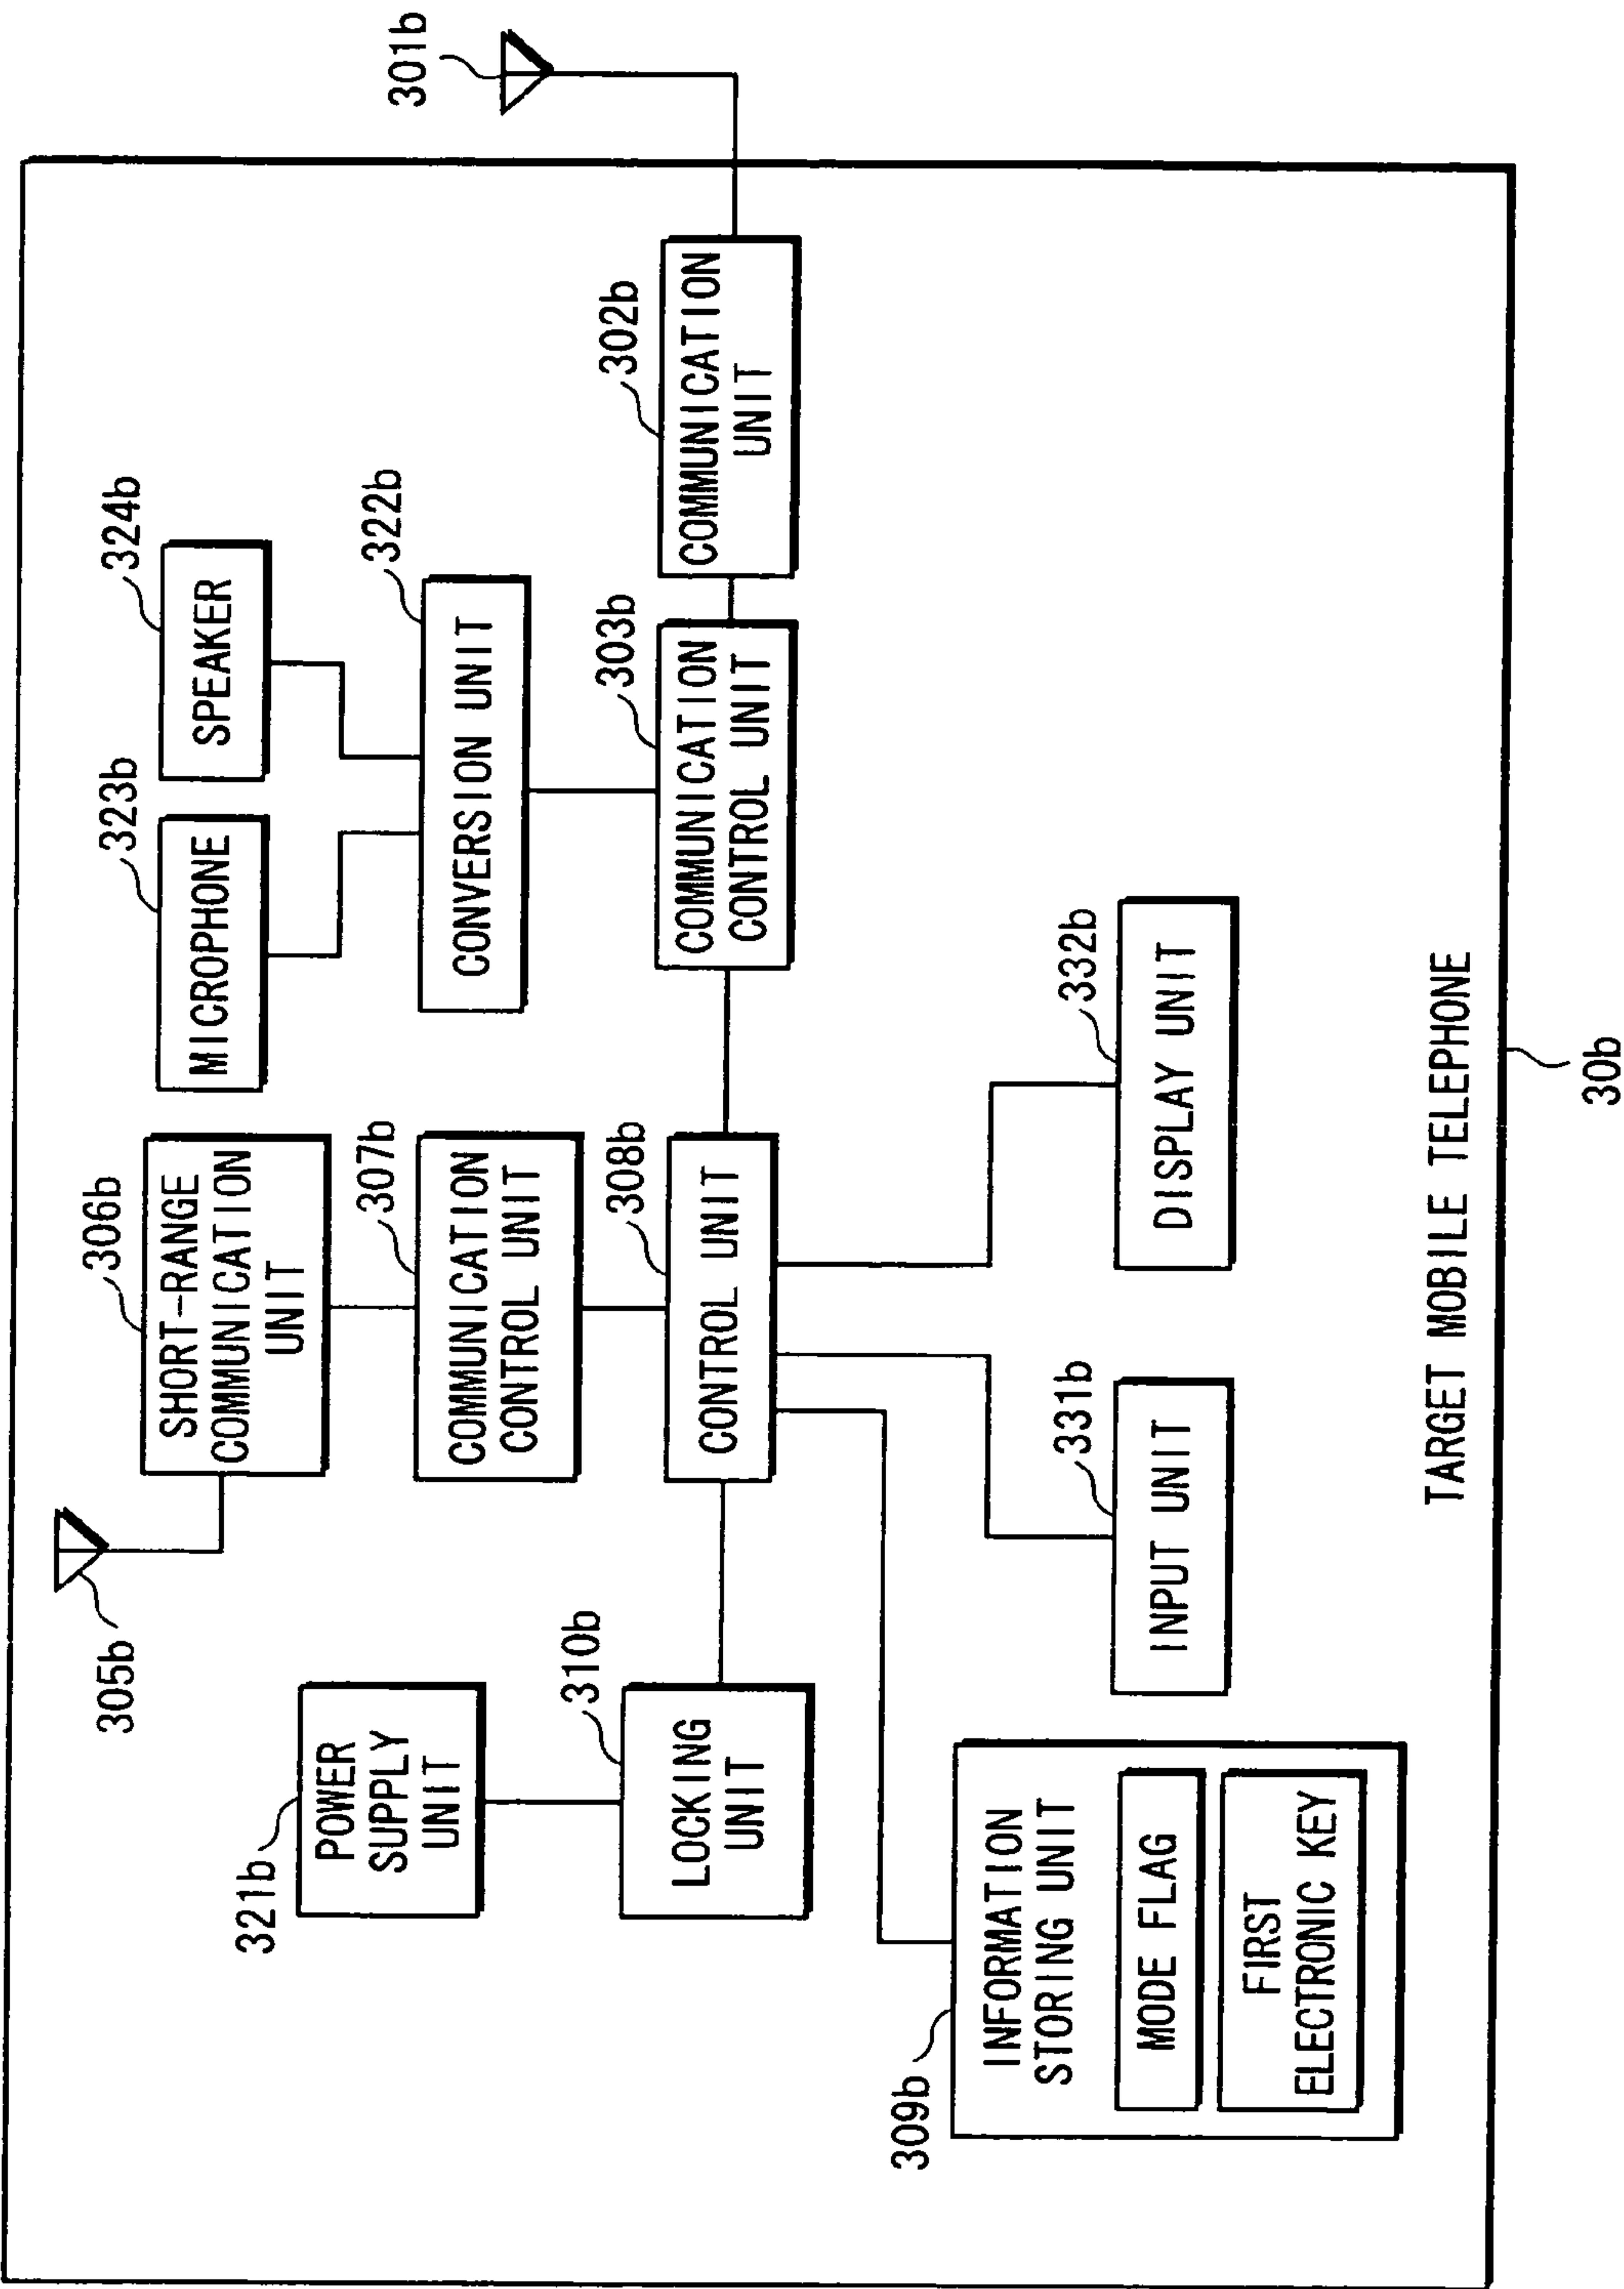 305b
306b
SHORT-RANGE
COMMUNICATION
UNIT
323b
MICROPHONE
324b
SPEAKER
301b
321b
POWER
SUPPLY
UNIT
307b
COMMUNICATION
CONTROL UNIT
322b
CONVERSION UNIT
310b
LOCKING
UNIT
308b
CONTROL UNIT
303b
COMMUNICATION
CONTROL UNIT
302b
COMMUNICATION
UNIT
309b
INFORMATION
STORING UNIT
MODE FLAG
FIRST
ELECTRONIC KEY
331b
INPUT UNIT
332b
DISPLAY UNIT
TARGET MOBILE TELEPHONE
30b